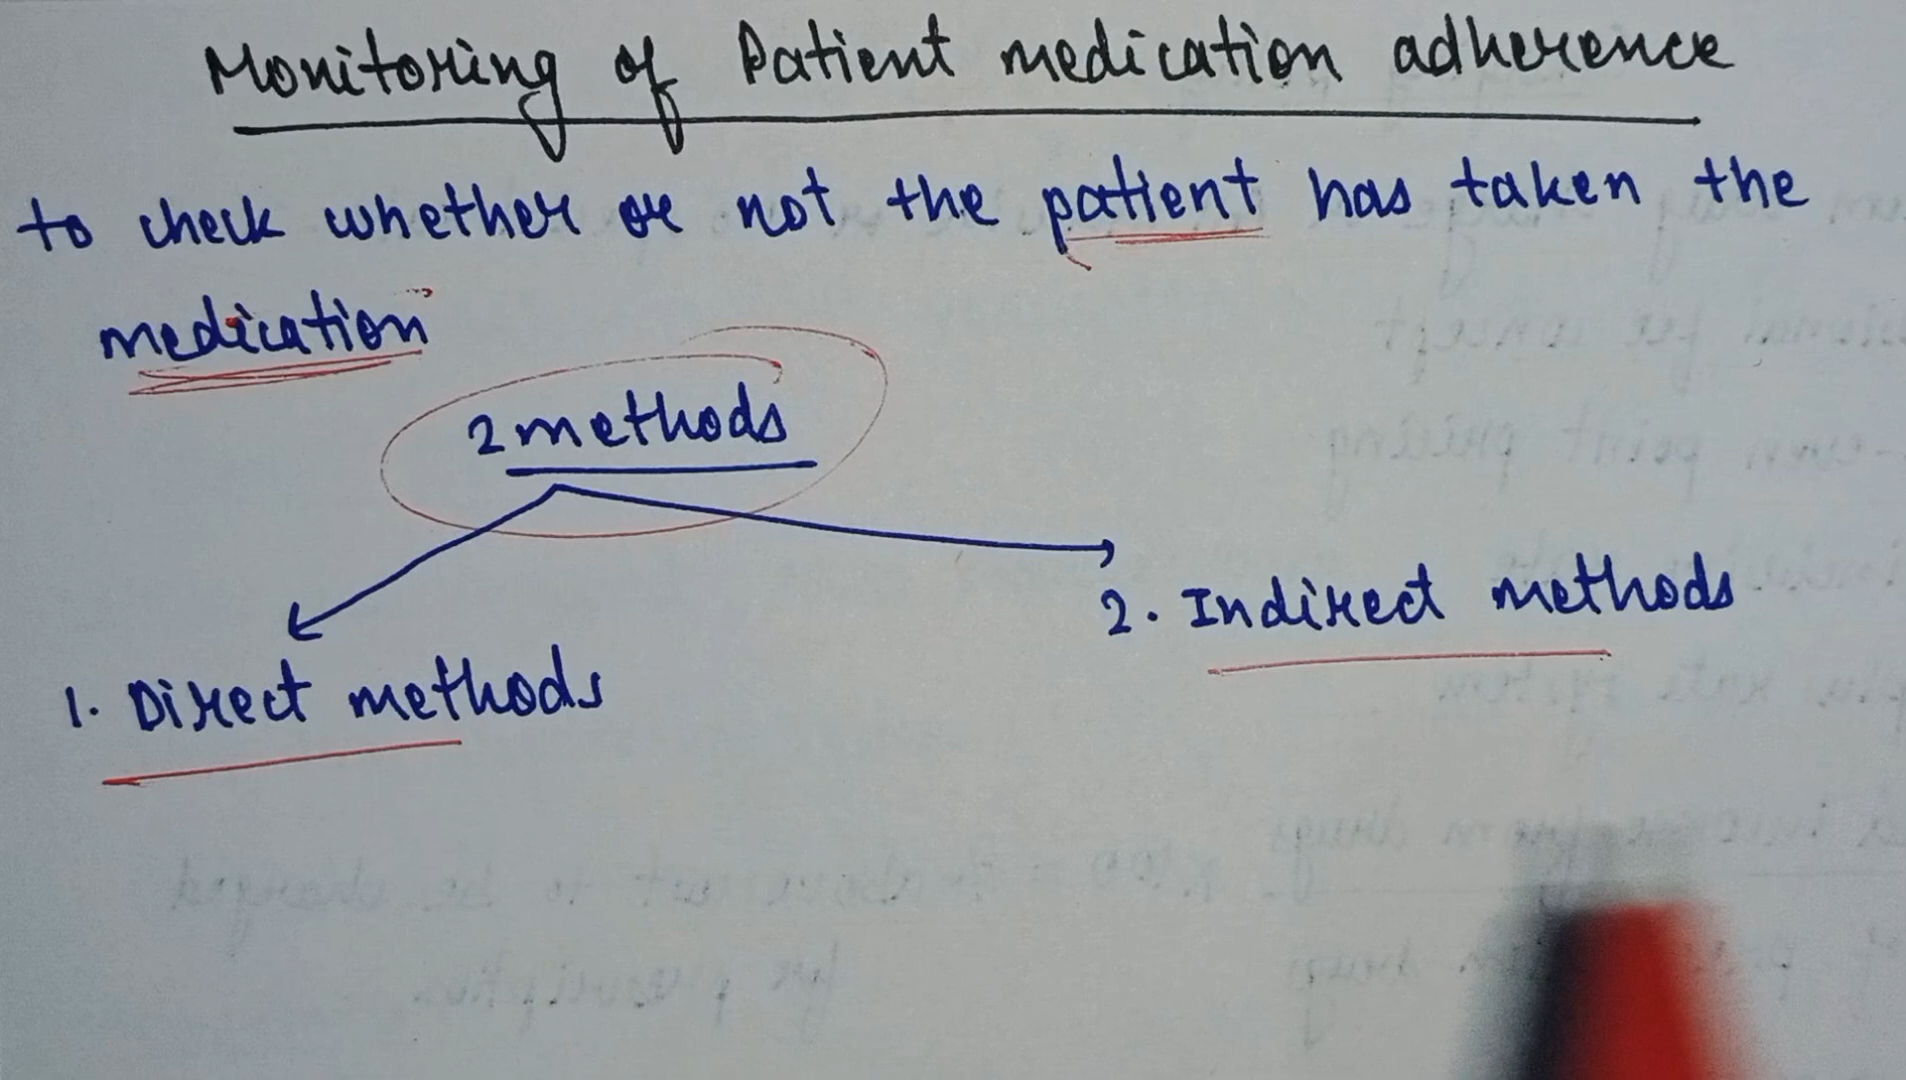 Monitoring of Patient medication adherence
to check whether or not the patient has taken the
medication
2 methods
2. Indirect methods
1. Direct methods